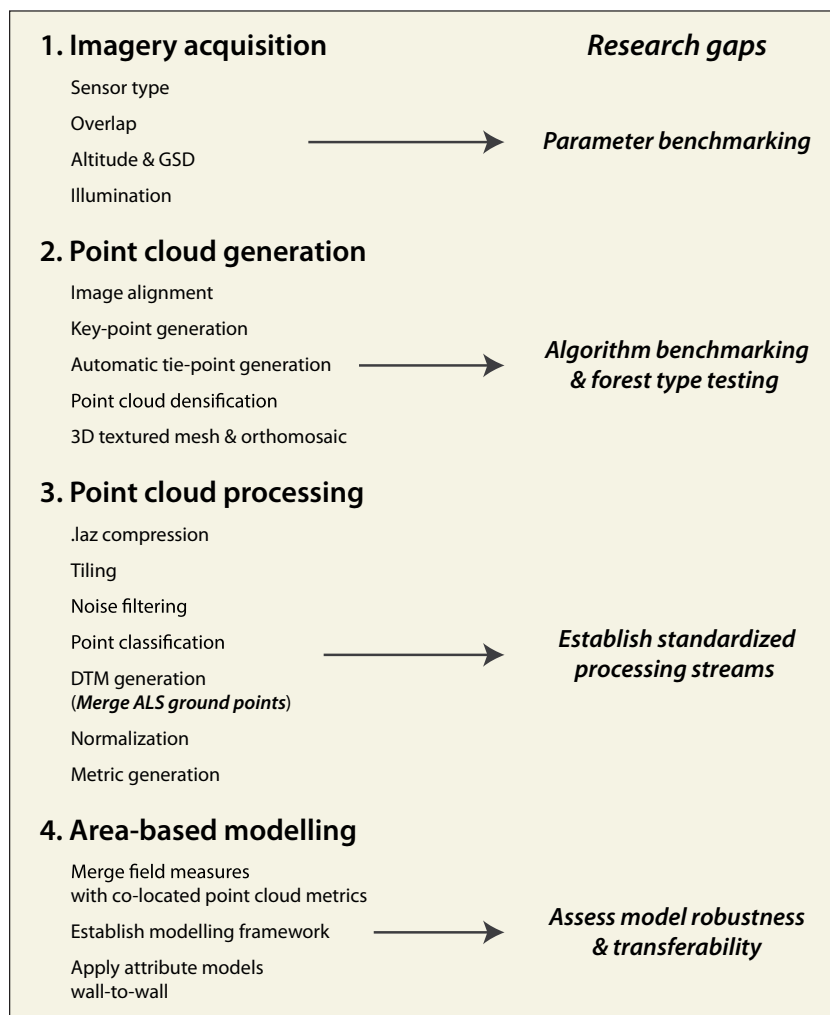 1. Imagery acquisition
Research gaps
Sensor type
Overlap
Altitude & GSD
Illumination
Parameter benchmarking
2. Point cloud generation
Image alignment
Key-point generation
Automatic tie-point generation
Point cloud densification
3D textured mesh & orthomosaic
Algorithm benchmarking
& forest type testing
3. Point cloud processing
.laz compression
Tiling
Noise filtering
Point classification
DTM generation
(Merge ALS ground points)
Normalization
Metric generation
Establish standardized
processing streams
4. Area-based modelling
Merge field measures
with co-located point cloud metrics
Establish modelling framework
Apply attribute models
wall-to-wall
Assess model robustness
& transferability